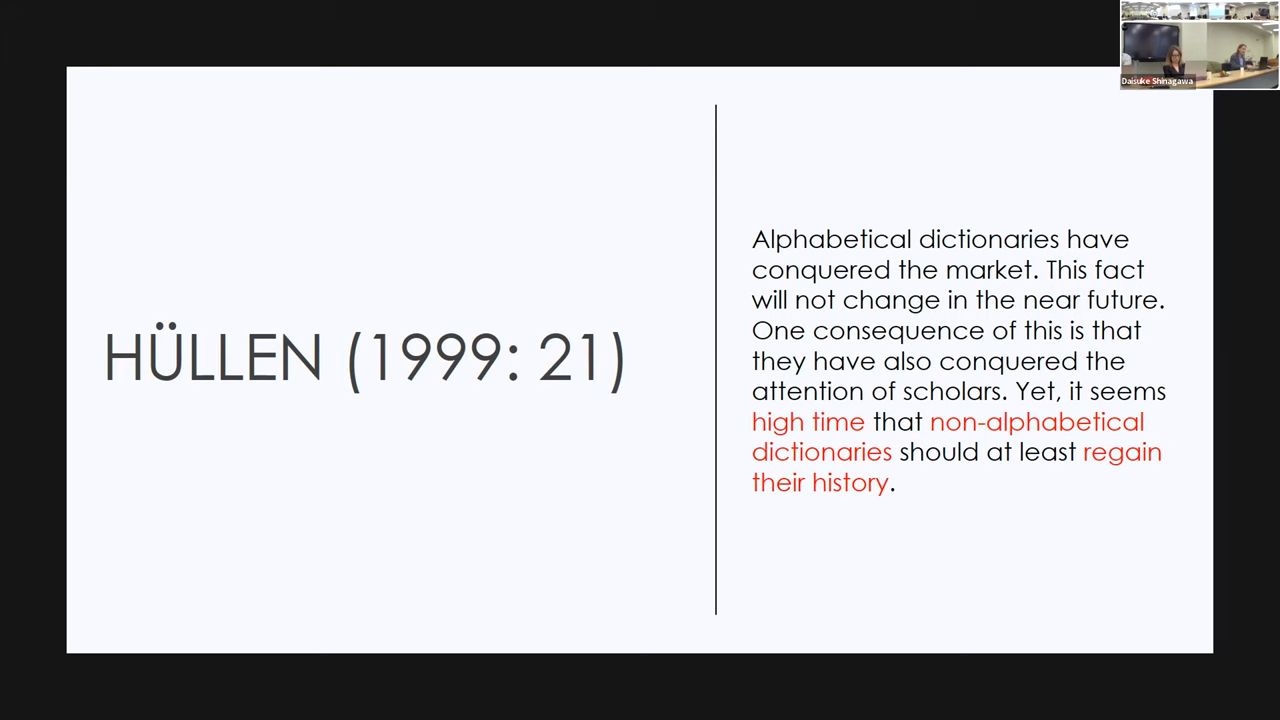 Daisuke Shinagawa
HÜLLEN (1999: 21)
Alphabetical dictionaries have
conquered the market. This fact
will not change in the near future.
One consequence of this is that
they have also conquered the
attention of scholars. Yet, it seems
high time that non-alphabetical
dictionaries should at least regain
their history.